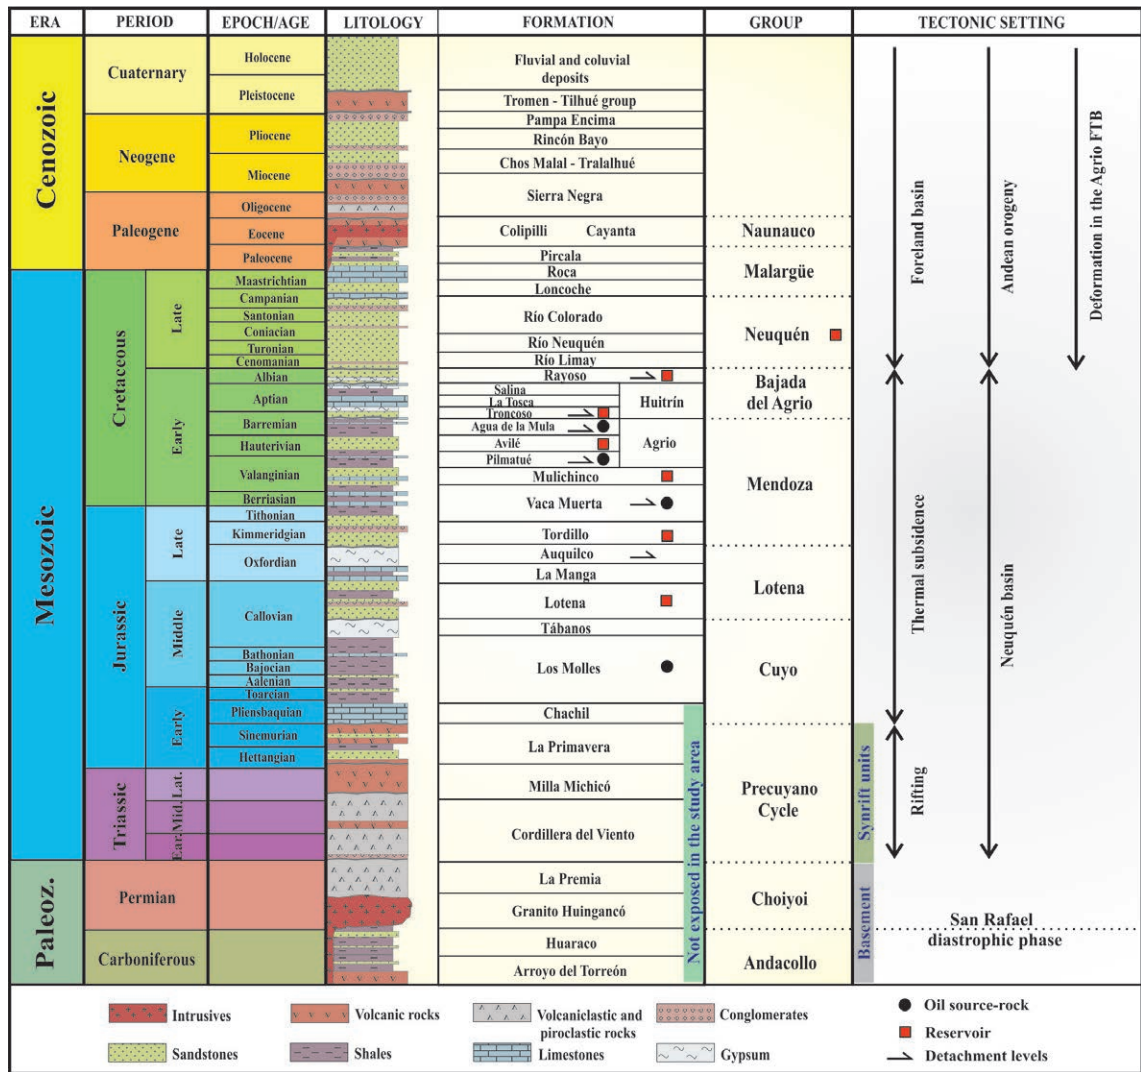 ERA PERIOD EPOCH/AGE LITOLOGY FORMATION GROUP TECTONIC SETTING
Cenozoic
Cuaternary
Neogene
Paleogene
Holocene
Pleistocene
Pliocene
Miocene
Oligocene
Eocene
Paleocene
Mesozoic
Cretaceous
Late
Early
Maastrichtian
Campanian
Santonian
Coniacian
Turonian
Cenomanian
Albian
Aptian
Barremian
Hauterivian
Valanginian
Berriasian
Jurassic
Late
Middle
Early
Tithonian
Kimmeridgian
Oxfordian
Callovian
Bathonian
Bajocian
Aalenian
Toarcian
Pliensbaquian
Sinemurian
Hettangian
Triassic
Lat.
Mid.
Ear.
Paleoz.
Permian
Carboniferous
Fluvial and coluvial
deposits
Tromen - Tilhué group
Pampa Encima
Rincón Bayo
Chos Malal - Tralalhué
Sierra Negra
Colipilli Cayanta
Pircala
Roca
Loncoche
Río Colorado
Río Neuquén
Río Limay
Rayoso
Salina
La Tosca
Troncoso
Huitrín
Agua de la Mula
Avilé
Pilmatué
Agrio
Mulichinco
Vaca Muerta
Tordillo
Auquilco
La Manga
Lotena
Tábanos
Los Molles
Chachil
La Primavera
Milla Michicó
Cordillera del Viento
La Premia
Granito Huingancó
Huaraco
Arroyo del Torreón
Not exposed in the study area
Naunauco
Malargüe
Neuquén
Bajada
del Agrio
Mendoza
Lotena
Cuyo
Precuyano
Cycle
Choiyoi
Andacollo
Synrift units
Basement
Foreland basin
Andean orogeny
Deformation in the Agrio FTB
Thermal subsidence
Neuquén basin
Rifting
San Rafael
diastrophic phase
Intrusives
Volcanic rocks
Volcaniclastic and
piroclastic rocks
Conglomerates
Oil source-rock
Reservoir
Sandstones
Shales
Limestones
Gypsum
Detachment levels